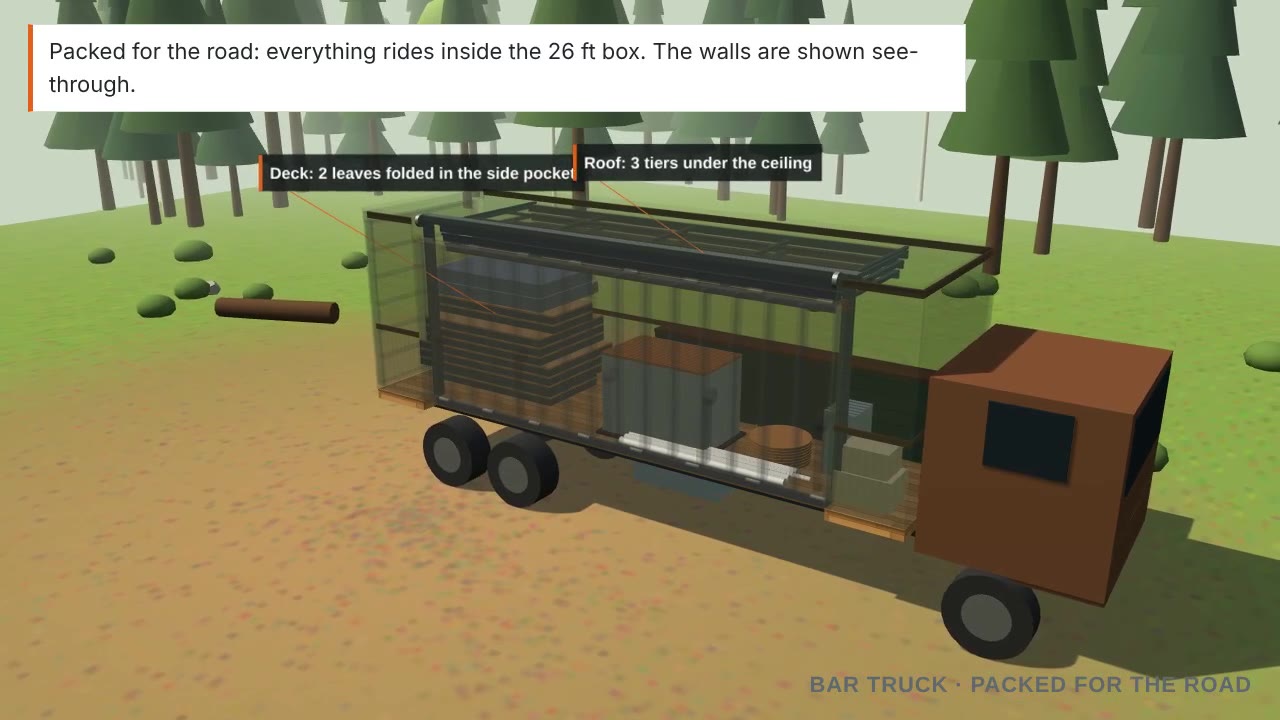 Packed for the road: everything rides inside the 26 ft box. The walls are shown see-
through.
Deck: 2 leaves folded in the side pocket
Roof: 3 tiers under the ceiling
BAR TRUCK · PACKED FOR THE ROAD